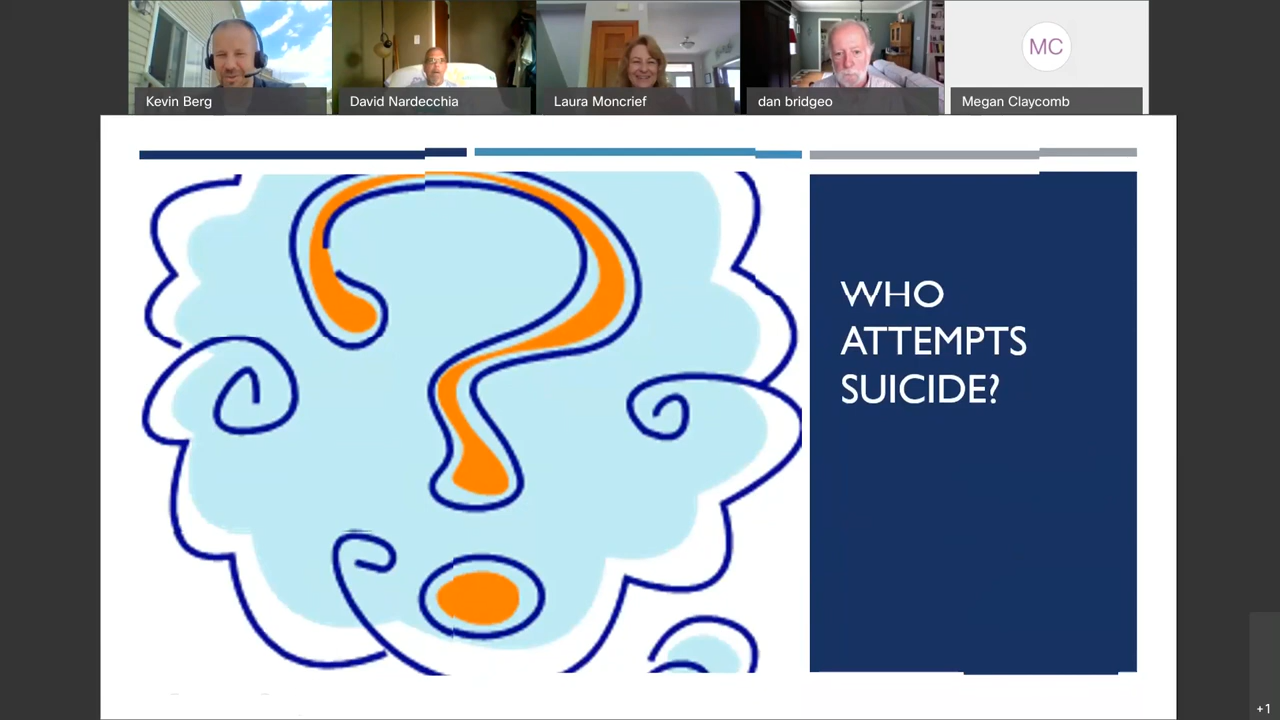 Kevin Berg
David Nardecchia
Laura Moncrief
dan bridgeo
MC
Megan Claycomb
WHO
ATTEMPTS
SUICIDE?
+1